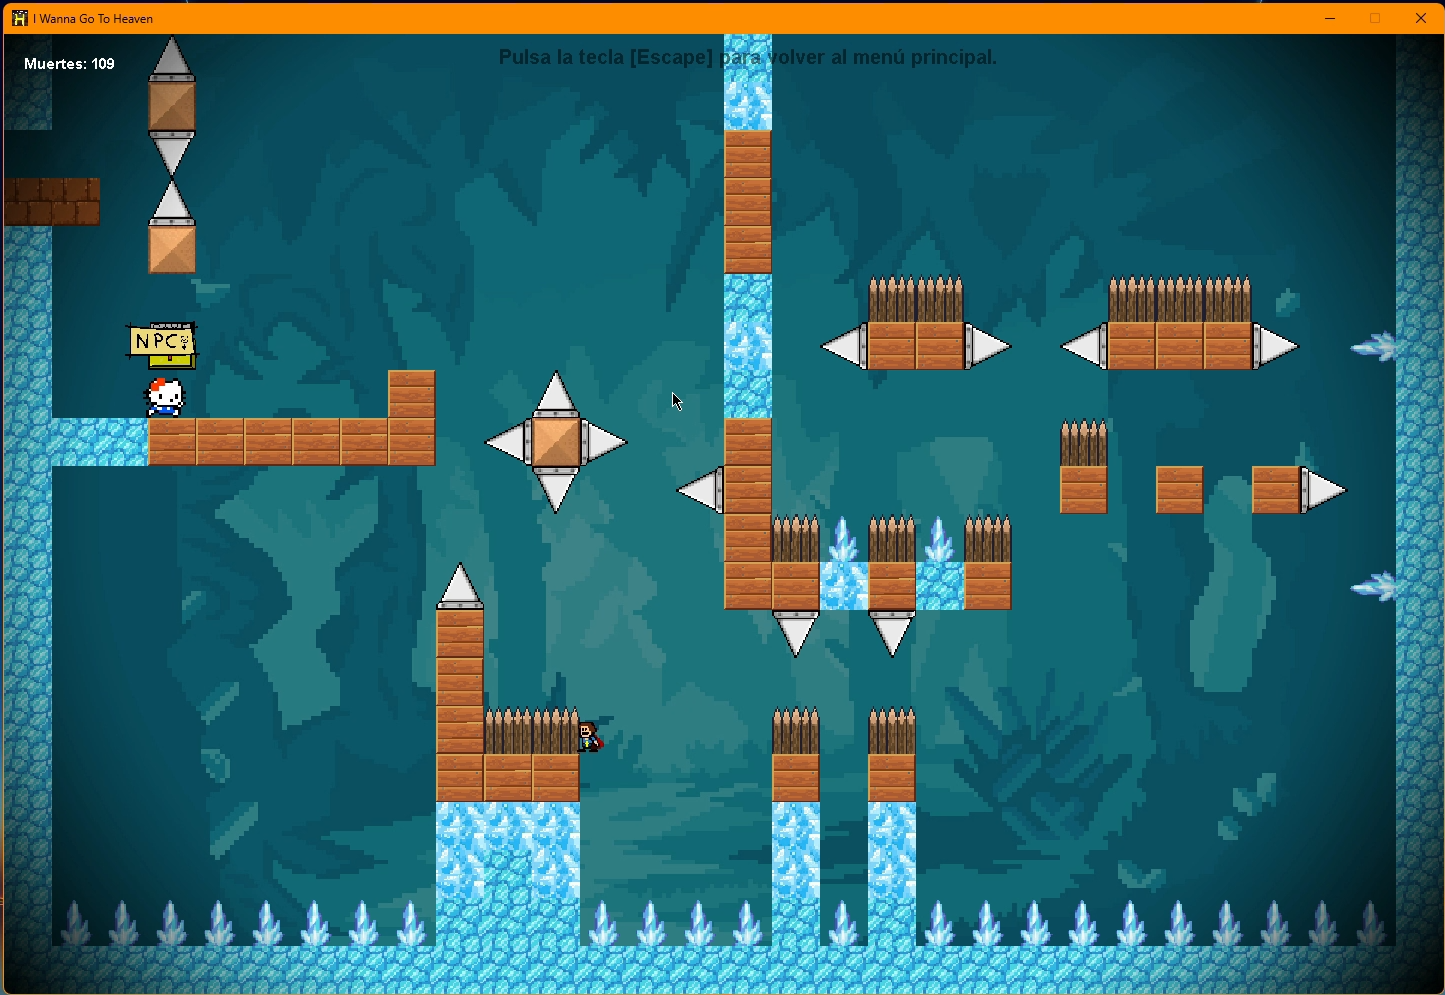 I Wanna Go To Heaven
Pulsa la tecla [Escape] para volver al menú principal.
Muertes: 109
NPC